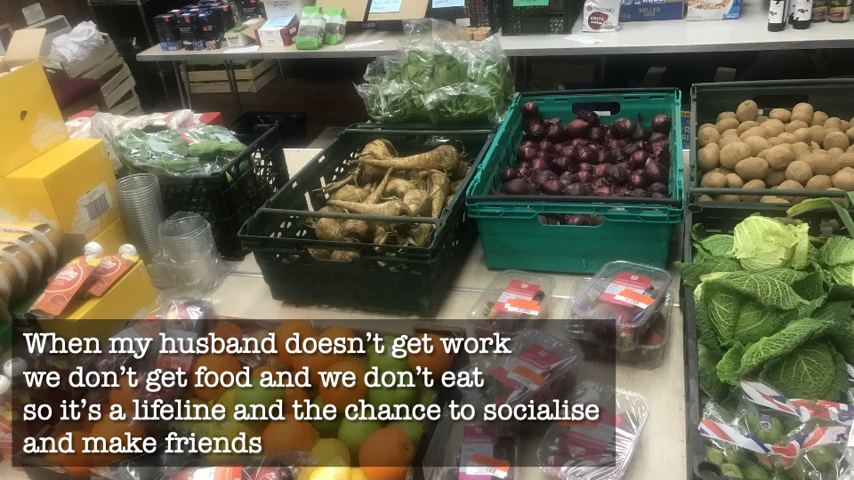 When my husband doesn't get work
we don't get food and we don't eat
so it's a lifeline and the chance to socialise
and make friends